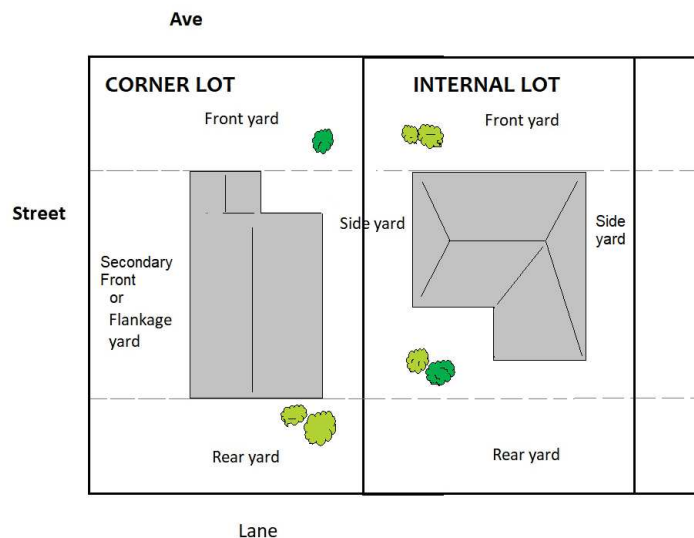 Ave
CORNER LOT
INTERNAL LOT
Front yard
Front yard
Street
Side yard
Side
yard
Secondary
Front
or
Flankage
yard
Rear yard
Rear yard
Lane